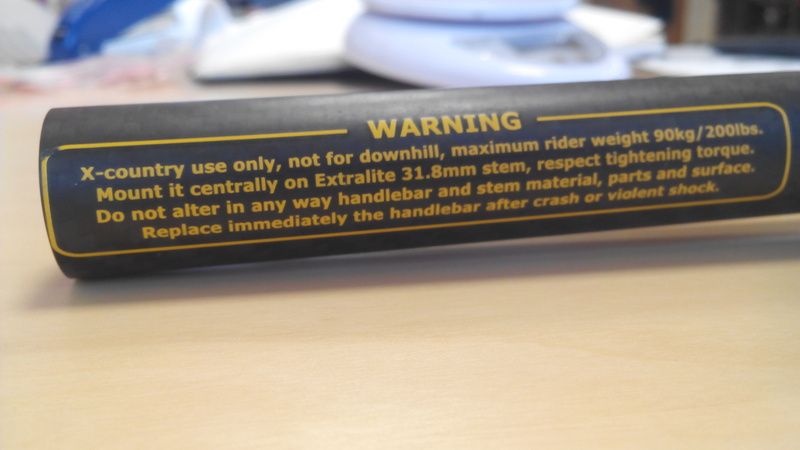 WARNING
X-country use only, not for downhill, maximum rider weight 90kg/200lbs.
Mount it centrally on Extralite 31.8mm stem, respect tightening torque.
Do not alter in any way handlebar and stem material, parts and surface.
Replace immediately the handlebar after crash or violent shock.